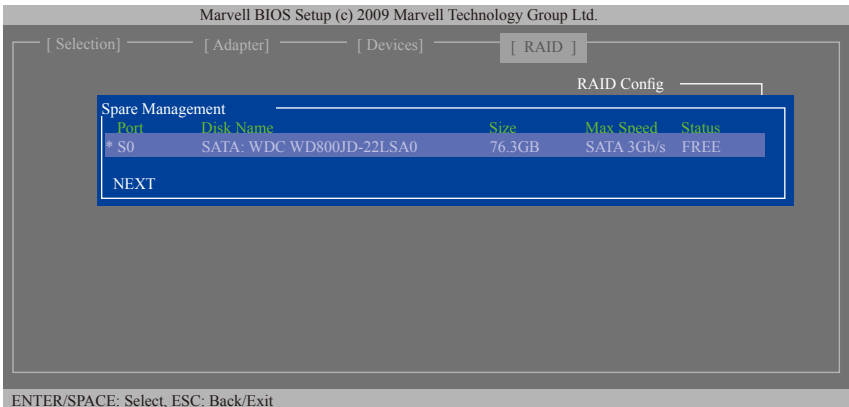 Marvell BIOS Setup (c) 2009 Marvell Technology Group Ltd.
[ Selection] [ Adapter] [ Devices] [ RAID ]
RAID Config
Spare Management
Port Disk Name Size Max Speed Status
* S0 SATA: WDC WD800JD-22LSA0 76.3GB SATA 3Gb/s FREE
NEXT
ENTER/SPACE: Select, ESC: Back/Exit